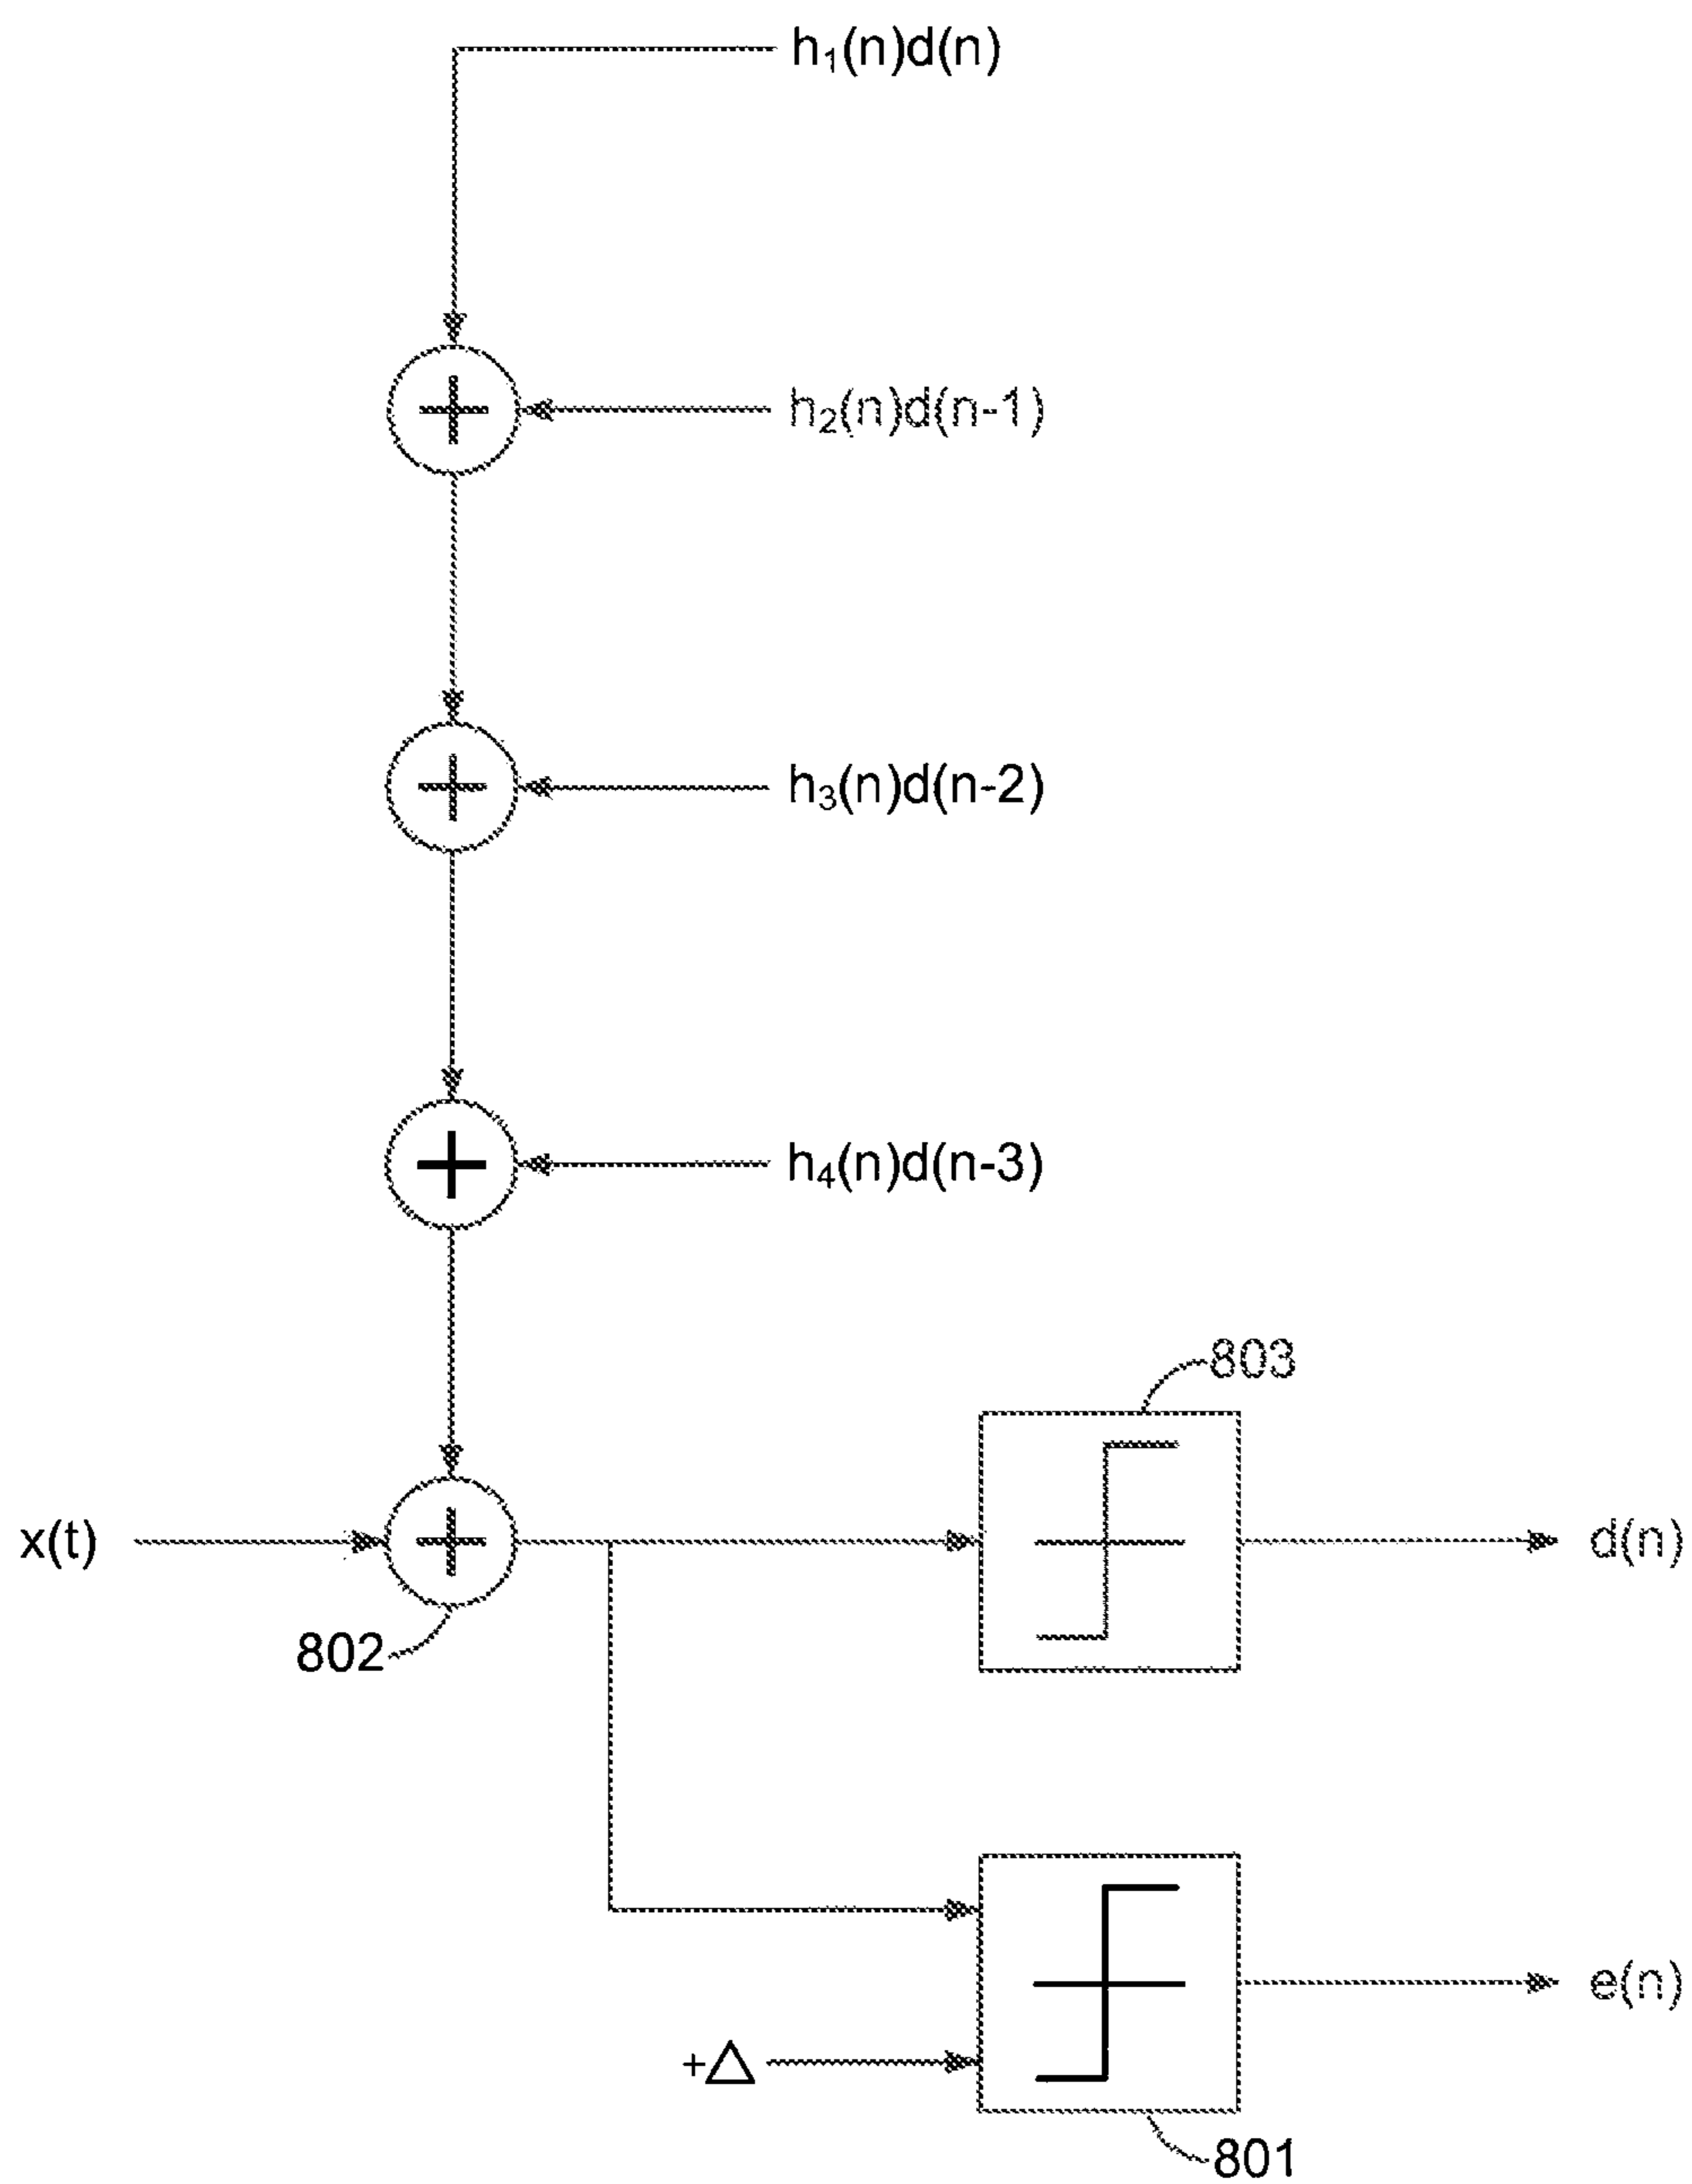 h₁(n)d(n)
h₂(n)d(n-1)
h₃(n)d(n-2)
h₄(n)d(n-3)
803
x(t)
d(n)
802
e(n)
+△
801